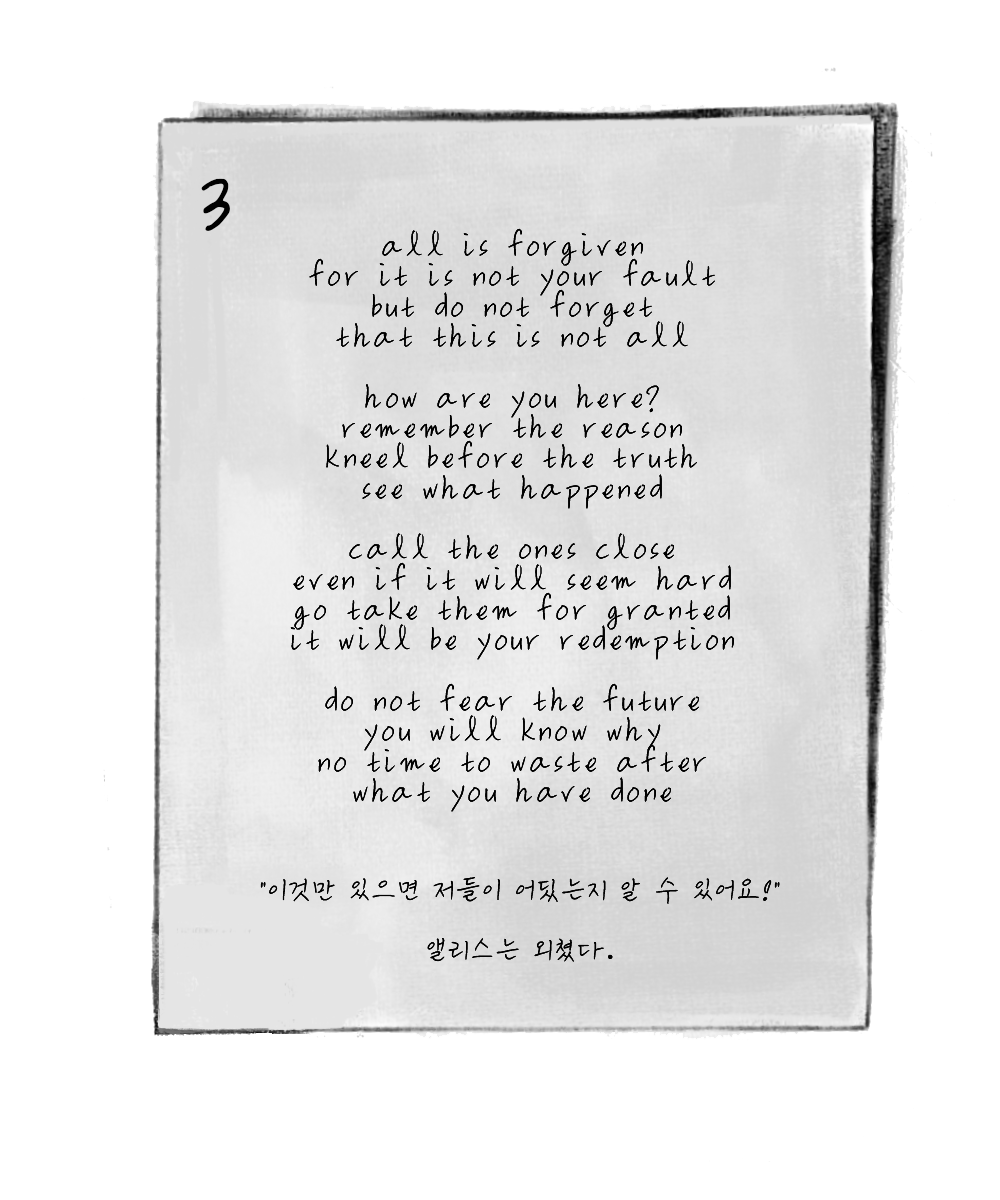 3
all is forgiven
for it is not your fault
but do not forget
that this is not all
how are you here?
remember the reason
kneel before the truth
see what happened
call the ones close
even if it will seem hard
go take them for granted
it will be your redemption
do not fear the future
you will know why
no time to waste after
what you have done
"이것만 있으면 저들이 어딨는지 알 수 있어요!"
앨리스는 외쳤다.